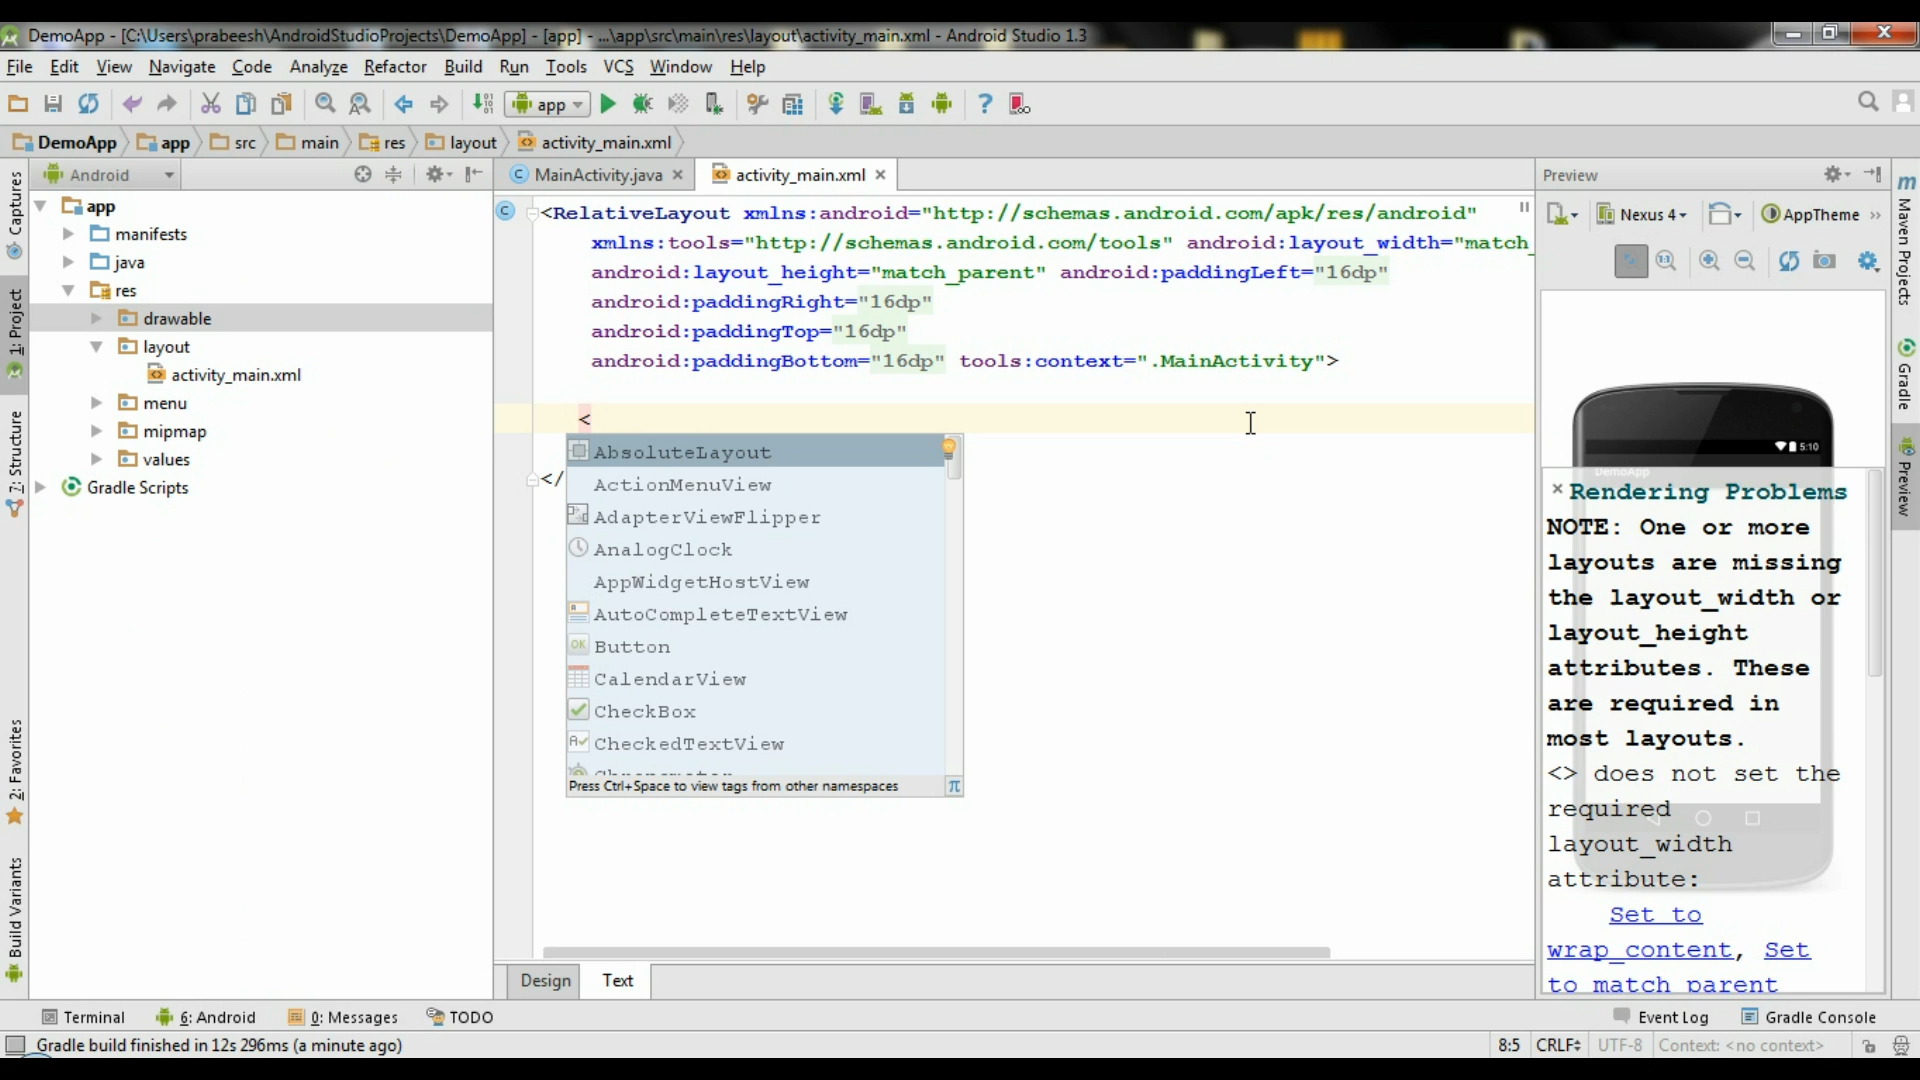 DemoApp - [C:\Users\prabeesh\AndroidStudioProjects\DemoApp] - [app] - ...\app\src\main\res\layout\activity_main.xml - Android Studio 1.3
File Edit View Navigate Code Analyze Refactor Build Run Tools VCS Window Help
app
DemoApp app src main res layout activity_main.xml
Captures
1: Project
7: Structure
2: Favorites
Build Variants
Android
app
manifests
java
res
drawable
layout
activity_main.xml
menu
mipmap
values
Gradle Scripts
MainActivity.java activity_main.xml
<RelativeLayout xmlns:android="http://schemas.android.com/apk/res/android"
xmlns:tools="http://schemas.android.com/tools" android:layout_width="match_
android:layout_height="match_parent" android:paddingLeft="16dp"
android:paddingRight="16dp"
android:paddingTop="16dp"
android:paddingBottom="16dp" tools:context=".MainActivity">
<
</
AbsoluteLayout
ActionMenuView
AdapterViewFlipper
AnalogClock
AppWidgetHostView
AutoCompleteTextView
OK Button
CalendarView
CheckBox
CheckedTextView
Press Ctrl+Space to view tags from other namespaces π
Design Text
Preview
Nexus 4 AppTheme »
5:10
DemoApp
Rendering Problems
NOTE: One or more
layouts are missing
the layout_width or
layout_height
attributes. These
are required in
most layouts.
<> does not set the
required
layout_width
attribute:
Set to
wrap_content, Set
to match_parent
Maven Projects
Gradle
Preview
Terminal 6: Android 0: Messages TODO Event Log Gradle Console
Gradle build finished in 12s 296ms (a minute ago) 8:5 CRLF UTF-8 Context: <no context>